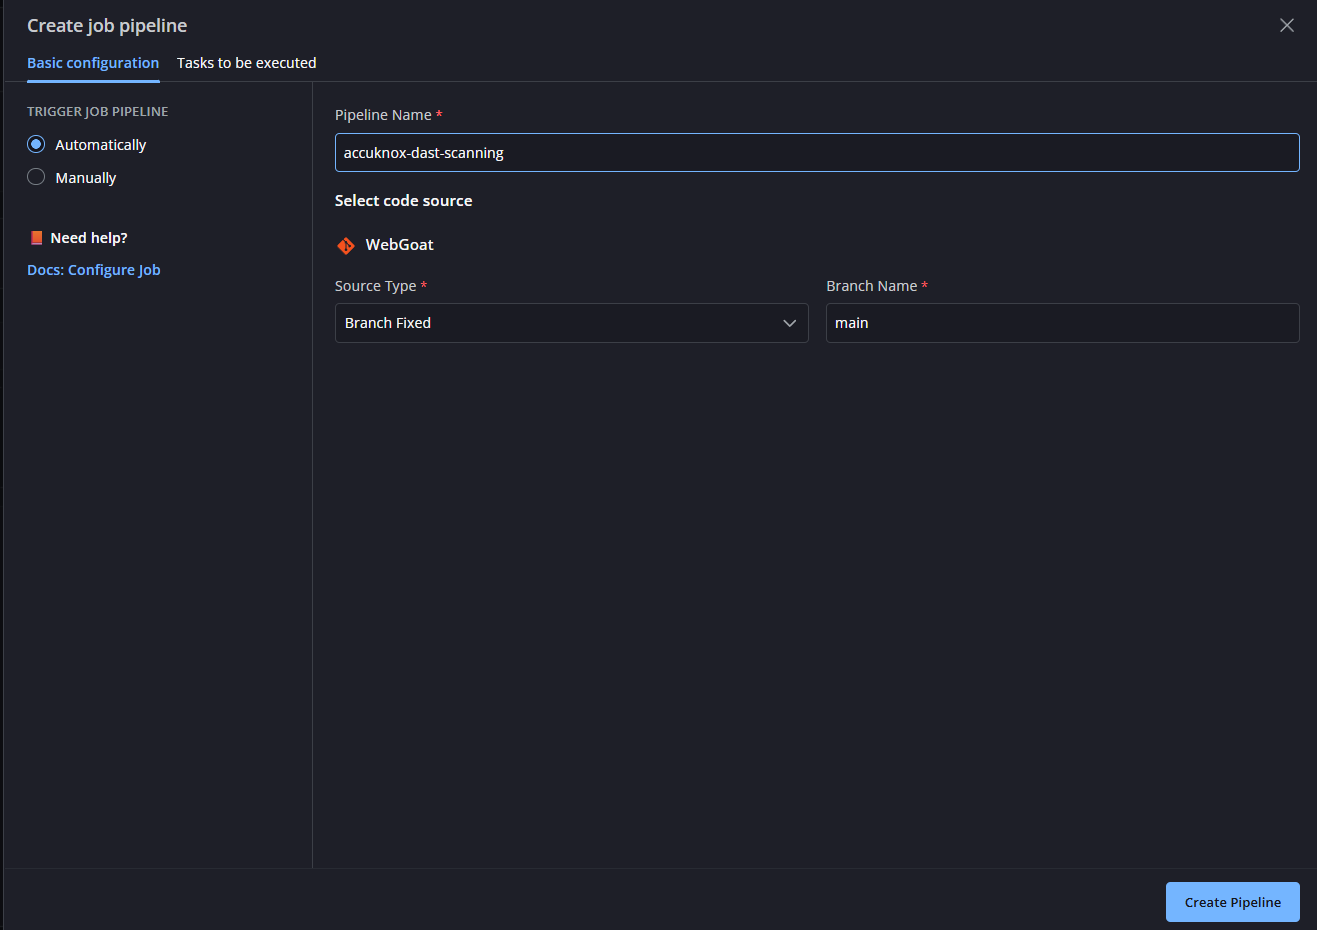 Create job pipeline
Basic configuration
Tasks to be executed
TRIGGER JOB PIPELINE
Automatically
Manually
Need help?
Docs: Configure Job
Pipeline Name *
accuknox-dast-scanning
Select code source
WebGoat
Source Type *
Branch Fixed
Branch Name *
main
Create Pipeline